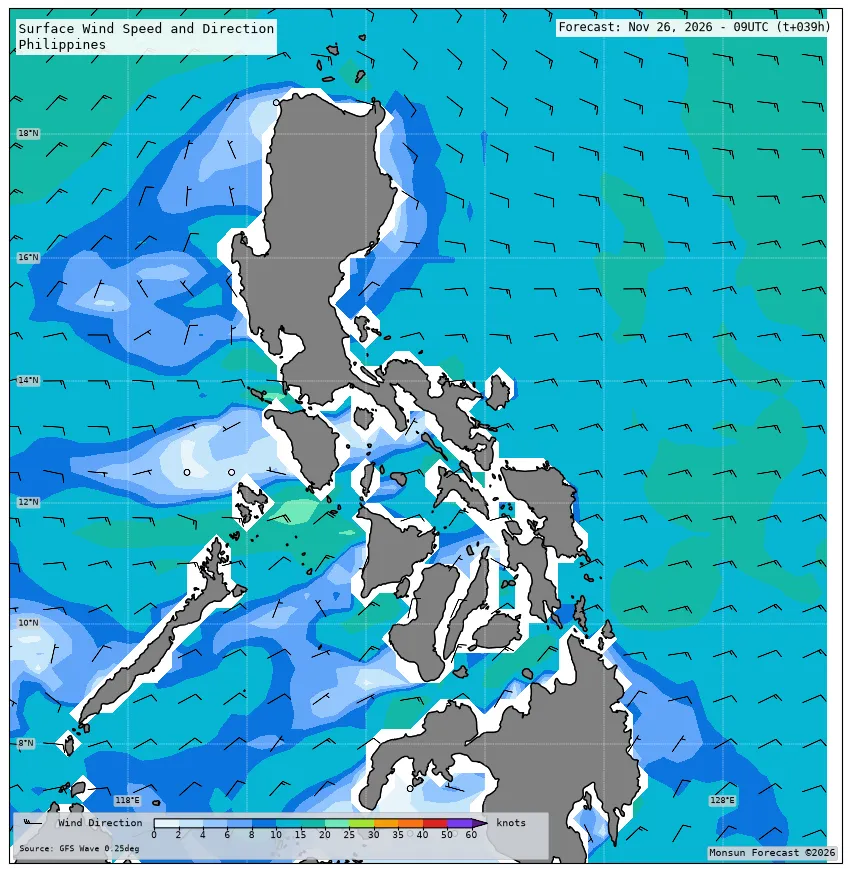 Surface Wind Speed and Direction
Philippines
Forecast: Nov 26, 2026 - 09UTC (t+039h)
18°N
16°N
14°N
12°N
10°N
8°N
118°E
128°E
Wind Direction
knots
0 2 4 6 8 10 15 20 25 30 35 40 50 60
Source: GFS Wave 0.25deg
Monsun Forecast ©2026